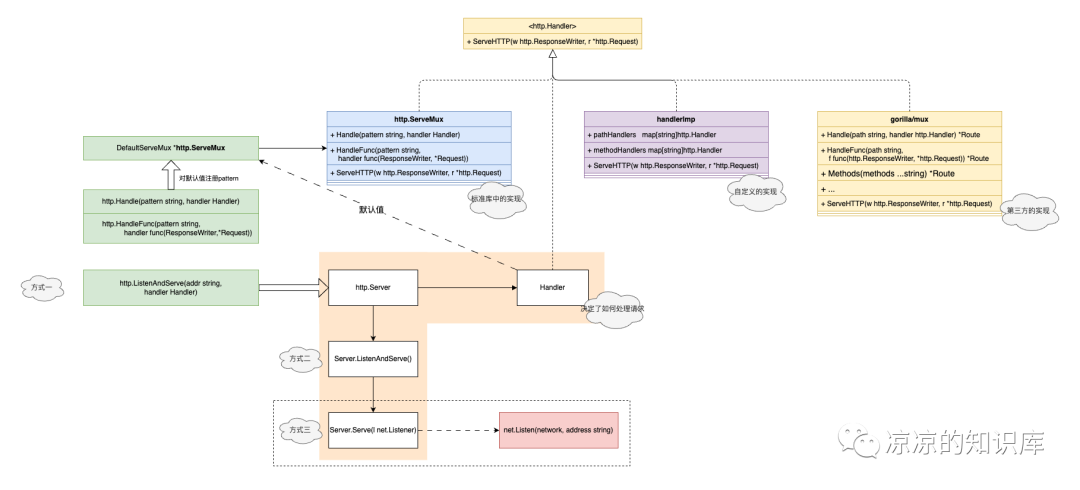 <http.Handler>
+ ServeHTTP(w http.ResponseWriter, r *http.Request)
http.ServeMux
+ Handle(pattern string, handler Handler)
+ HandleFunc(pattern string,
handler func(ResponseWriter, *Request))
+ ServeHTTP(w http.ResponseWriter, r *http.Request)
标准库中的实现
handlerImp
+ pathHandlers map[string]http.Handler
+ methodHandlers map[string]http.Handler
+ ServeHTTP(w http.ResponseWriter, r *http.Request)
自定义的实现
gorilla/mux
+ Handle(path string, handler http.Handler) *Route
+ HandleFunc(path string,
f func(http.ResponseWriter, *http.Request)) *Route
+ Methods(methods ...string) *Route
+ ...
+ ServeHTTP(w http.ResponseWriter, r *http.Request)
第三方的实现
DefaultServeMux *http.ServeMux
对默认值注册pattern
http.Handle(pattern string, handler Handler)
http.HandleFunc(pattern string,
handler func(ResponseWriter,*Request))
默认值
方式一
http.ListenAndServe(addr string,
handler Handler)
http.Server
Handler
决定了如何处理请求
方式二
Server.ListenAndServe()
方式三
Server.Serve(l net.Listener)
net.Listen(network, address string)
凉凉的知识库